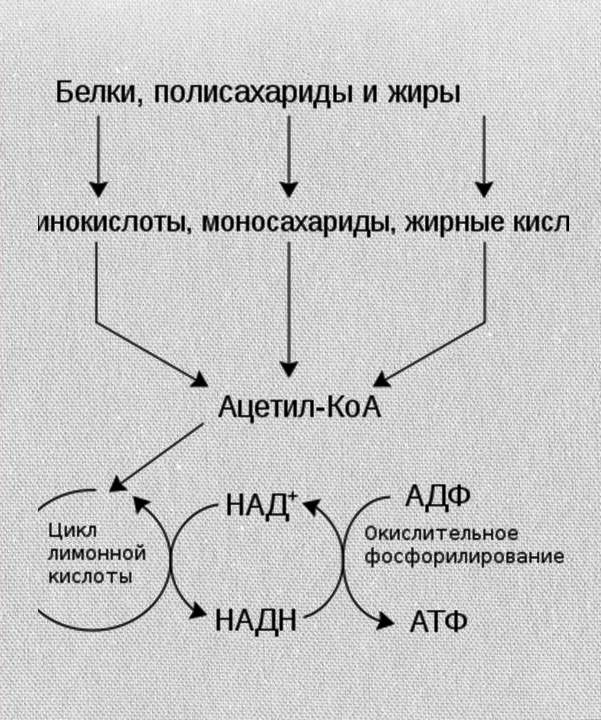 Белки, полисахариды и жиры
инокислоты, моносахариды, жирные кисл
Ацетил-КоА
НАД⁺
АДФ
Цикл
лимонной
кислоты
Окислительное
фосфорилирование
НАДН
АТФ